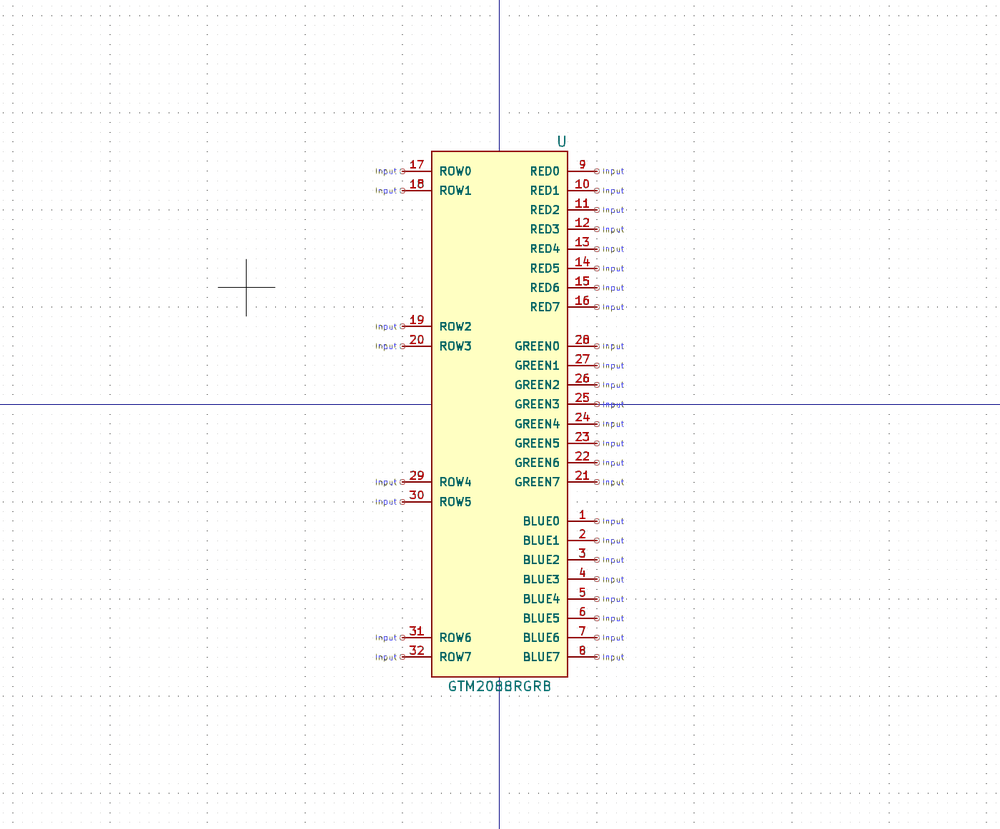 U
Input 17 ROW0 RED0 9 Input
Input 18 ROW1 RED1 10 Input
RED2 11 Input
RED3 12 Input
RED4 13 Input
RED5 14 Input
RED6 15 Input
RED7 16 Input
Input 19 ROW2
Input 20 ROW3 GREEN0 28 Input
GREEN1 27 Input
GREEN2 26 Input
GREEN3 25 Input
GREEN4 24 Input
GREEN5 23 Input
GREEN6 22 Input
Input 29 ROW4 GREEN7 21 Input
Input 30 ROW5
BLUE0 1 Input
BLUE1 2 Input
BLUE2 3 Input
BLUE3 4 Input
BLUE4 5 Input
BLUE5 6 Input
Input 31 ROW6 BLUE6 7 Input
Input 32 ROW7 BLUE7 8 Input
GTM2088RGRB